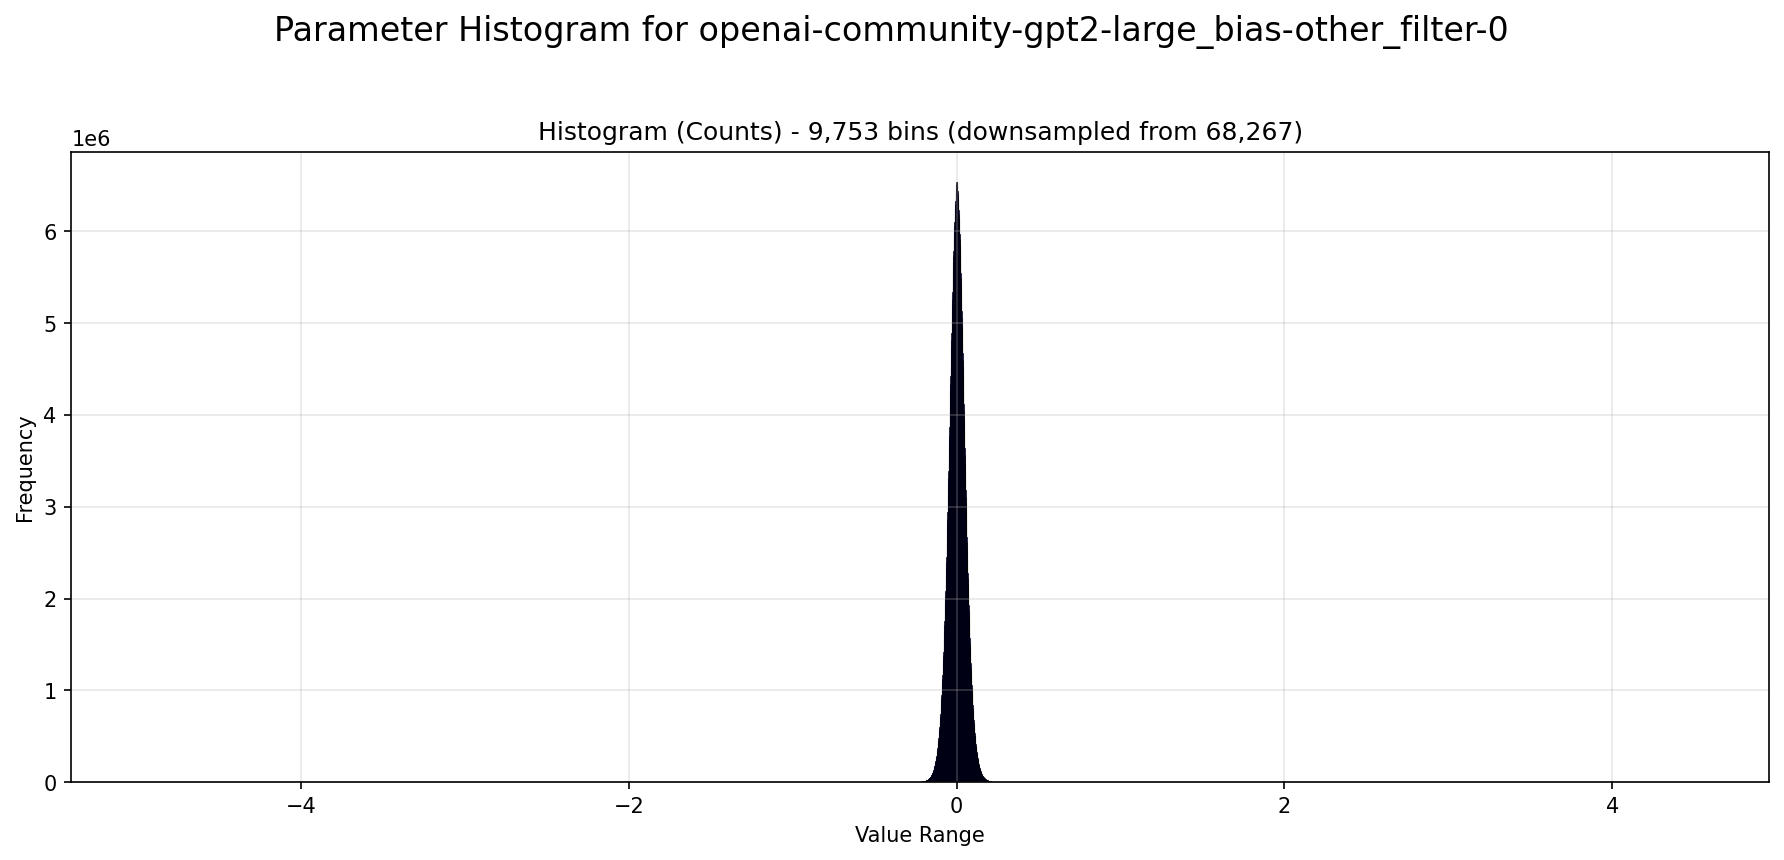 Parameter Histogram for openai-community-gpt2-large_bias-other_filter-0
Histogram (Counts) - 9,753 bins (downsampled from 68,267)
1e6
6
5
4
3
2
1
0
Frequency
−4
−2
0
2
4
Value Range